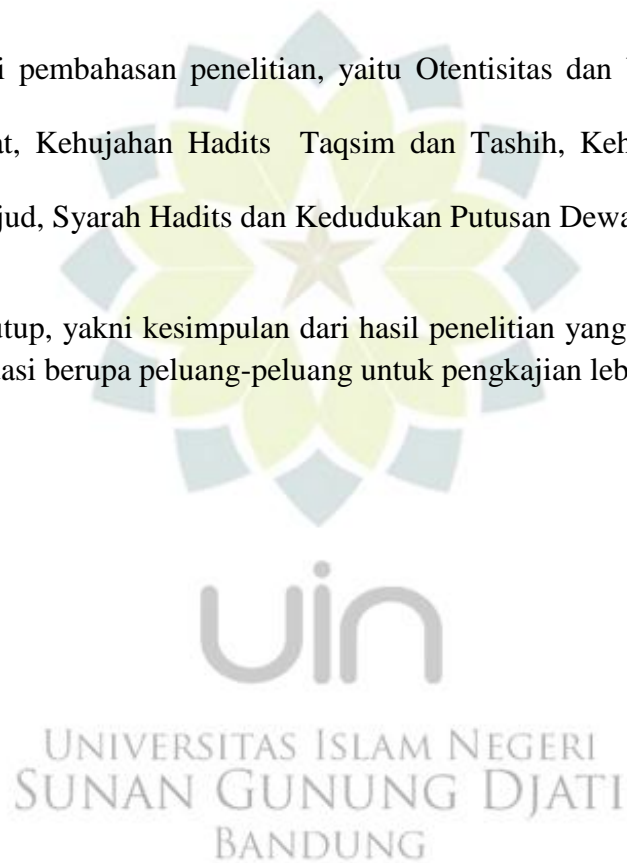 i pembahasan penelitian, yaitu Otentisitas dan
at, Kehujahan Hadits Taqsim dan Tashih, Keh
jud, Syarah Hadits dan Kedudukan Putusan Dewa
utup, yakni kesimpulan dari hasil penelitian yang
asi berupa peluang-peluang untuk pengkajian leb
uin
UNIVERSITAS ISLAM NEGERI
SUNAN GUNUNG DJATI
BANDUNG